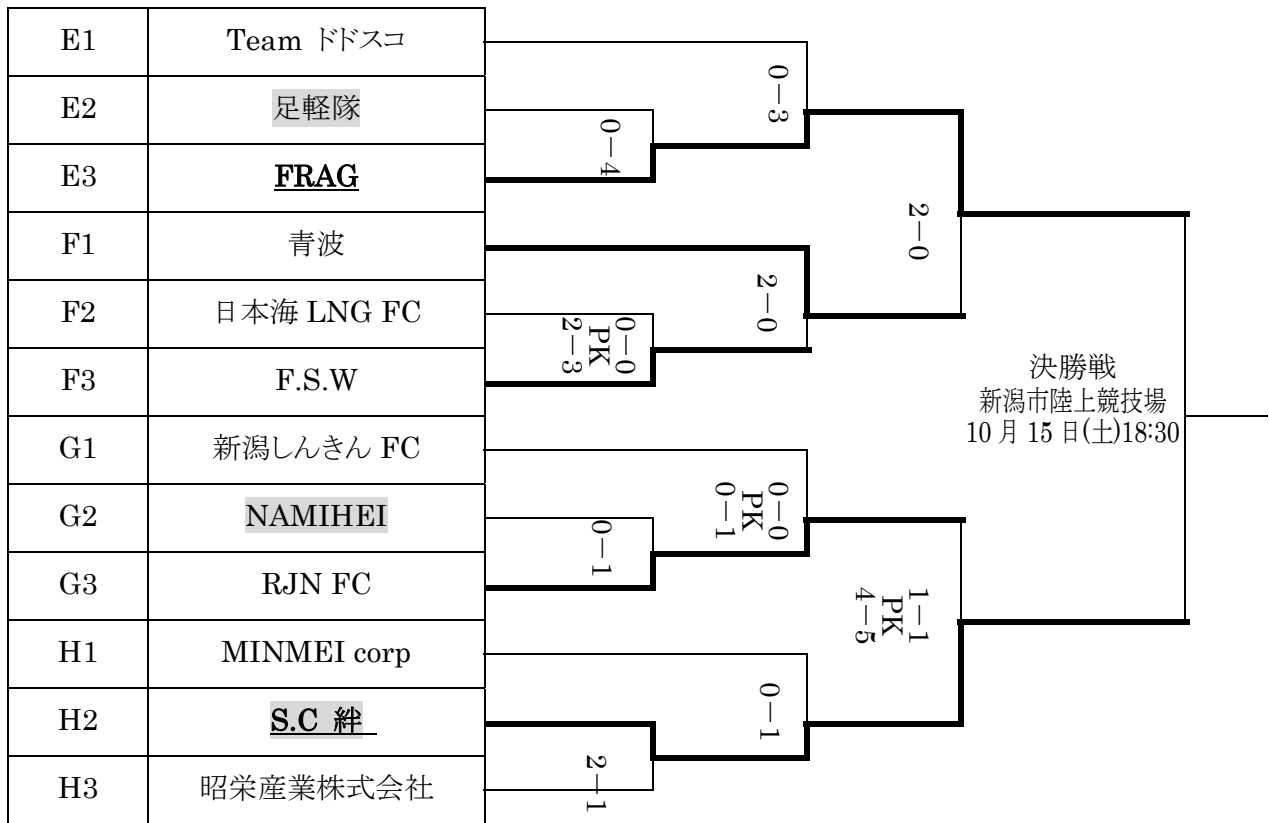 E1 Team ドドスコ
E2 足軽隊
E3 FRAG
F1 青波
F2 日本海 LNG FC
F3 F.S.W
G1 新潟しんきん FC
G2 NAMIHEI
G3 RJN FC
H1 MINMEI corp
H2 S.C 絆
H3 昭栄産業株式会社
0－4
0－0
PK
2－3
0－1
2－1
0－3
2－0
0－0
PK
0－1
0－1
2－0
1－1
PK
4－5
決勝戦
新潟市陸上競技場
10 月 15 日(土)18:30